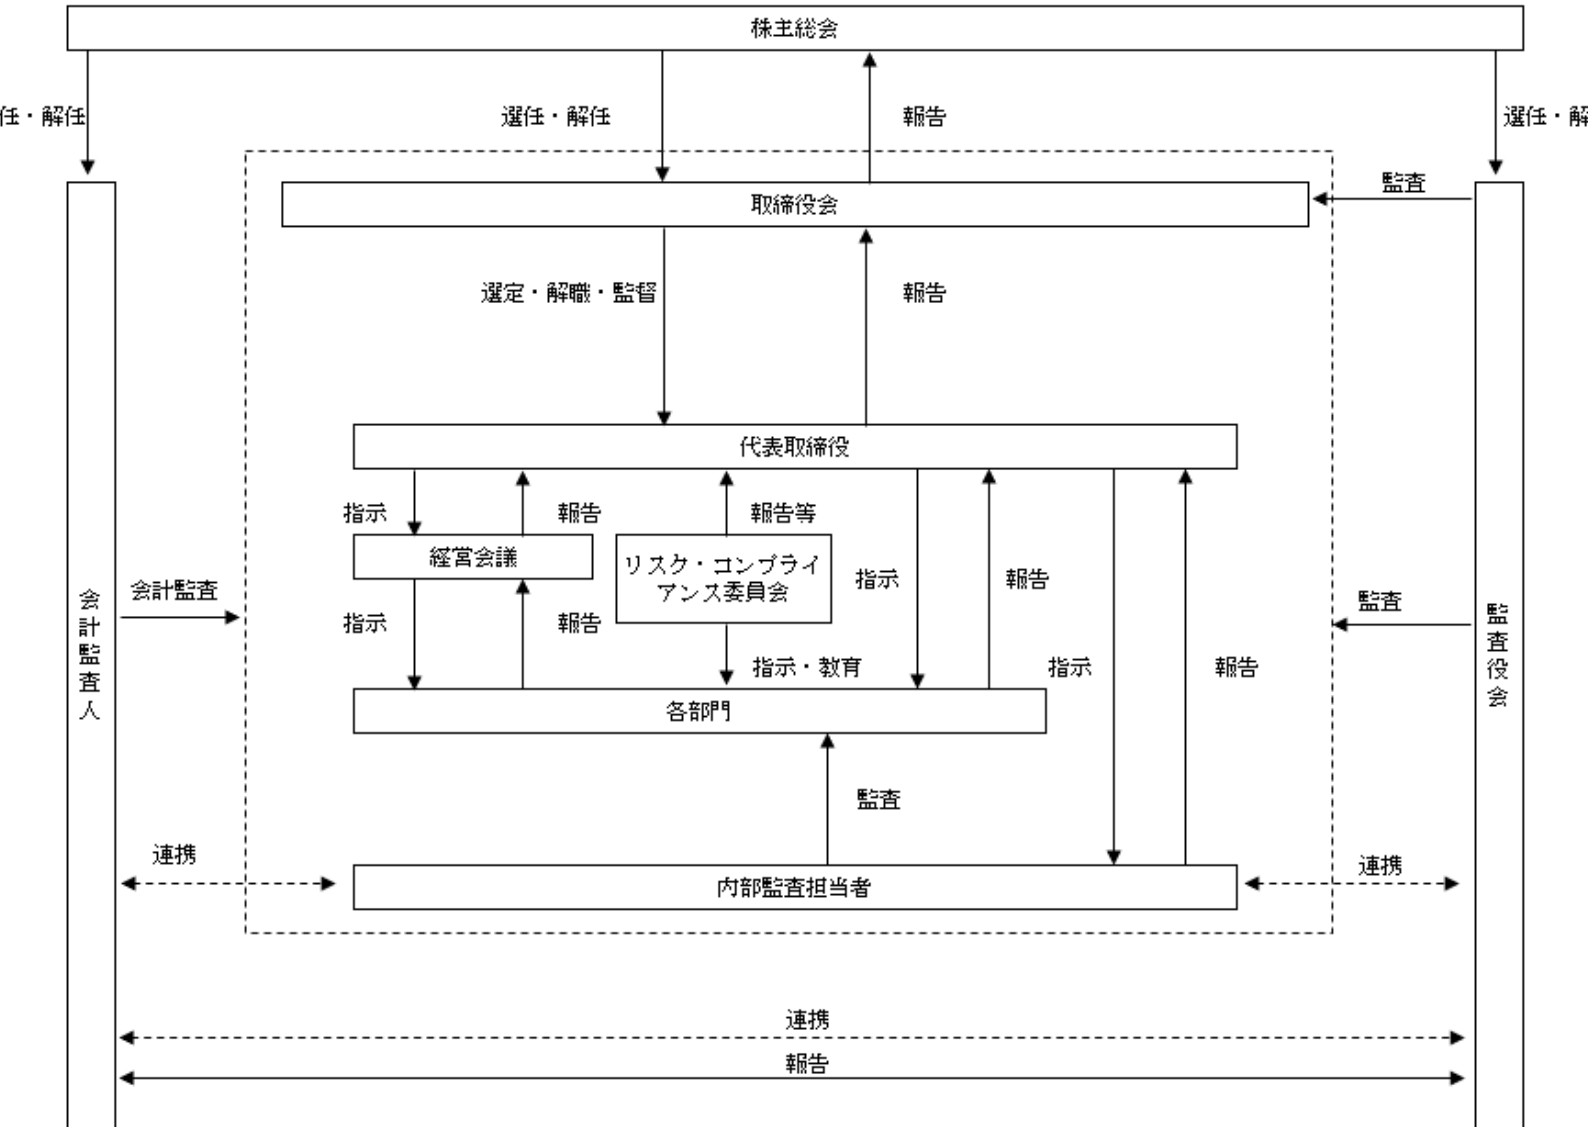 株主総会
任・解任
選任・解任
報告
選任・解
監査
取締役会
選定・解職・監督
報告
代表取締役
指示
報告
報告等
経営会議
リスク・コンプライ
アンス委員会
指示
報告
会計監査
監査
会計監査人
監査役会
指示
報告
指示・教育
指示
報告
各部門
監査
連携
連携
内部監査担当者
連携
報告